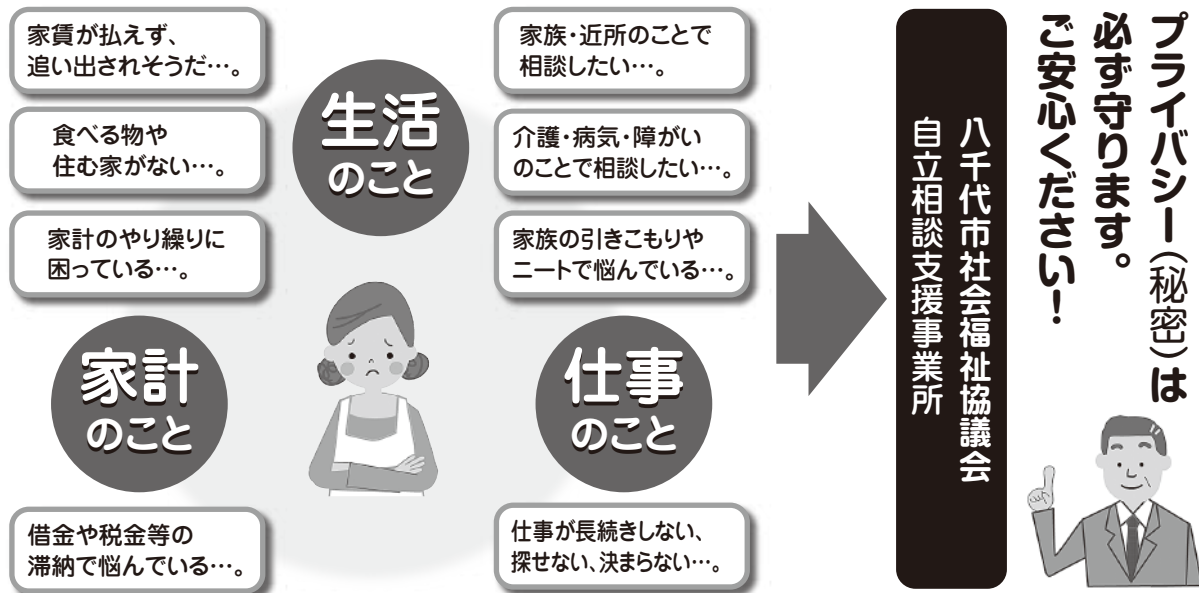 家賃が払えず、
追い出されそうだ…。
食べる物や
住む家がない…。
家計のやり繰りに
困っている…。
生活
のこと
家族・近所のことで
相談したい…。
介護・病気・障がい
のことで相談したい…。
家族の引きこもりや
ニートで悩んでいる…。
家計
のこと
借金や税金等の
滞納で悩んでいる…。
仕事
のこと
仕事が長続きしない、
探せない、決まらない…。
八千代市社会福祉協議会
自立相談支援事業所
プライバシー(秘密)は
必ず守ります。
ご安心ください！